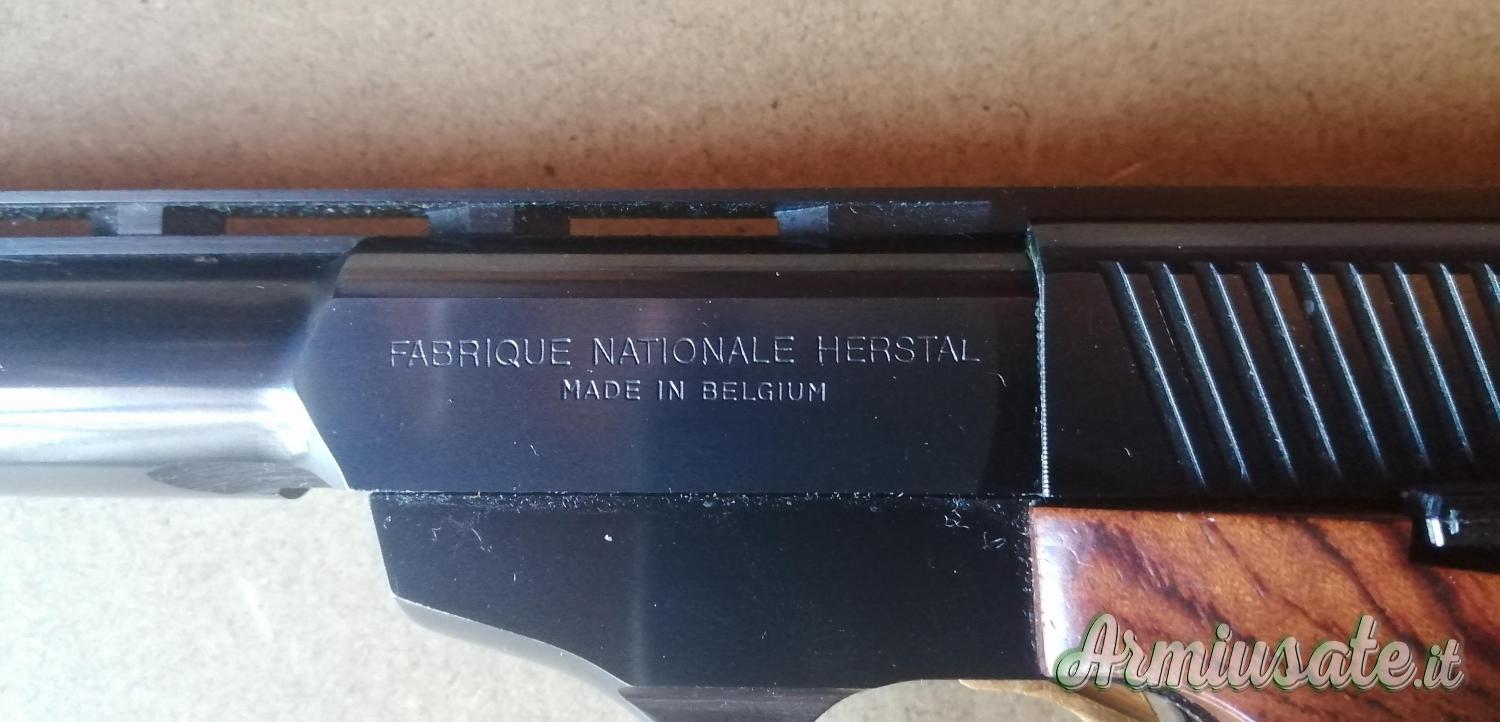 FABRIQUE NATIONALE HERSTAL
MADE IN BELGIUM
Armiusate.it